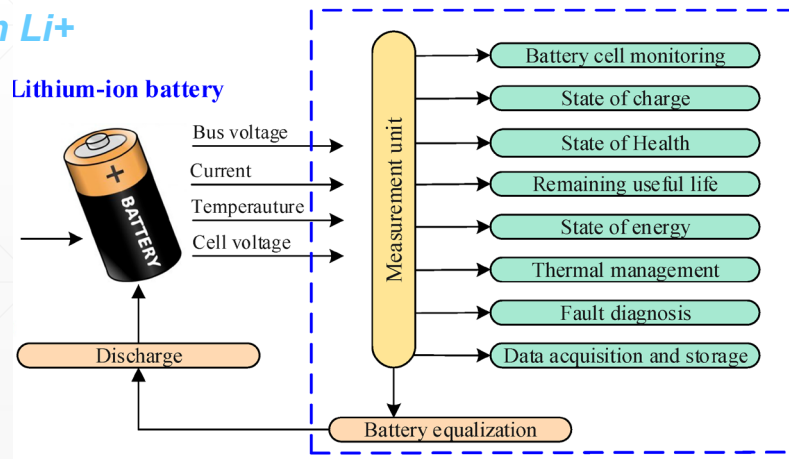 n Li+
Lithium-ion battery
Bus voltage
Current
Temperauture
Cell voltage
+
BATTERY
Measurement unit
Battery cell monitoring
State of charge
State of Health
Remaining useful life
State of energy
Thermal management
Fault diagnosis
Data acquisition and storage
Discharge
Battery equalization